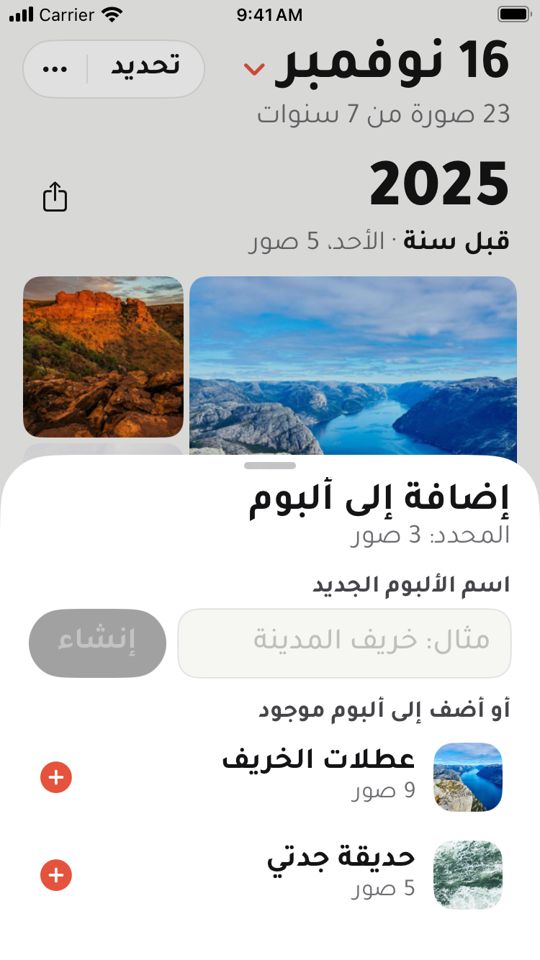 Carrier 9:41 AM
16 نوفمبر
تحديد
23 صورة من 7 سنوات
2025
قبل سنة · الأحد، 5 صور
إضافة إلى ألبوم
المحدد: 3 صور
اسم الألبوم الجديد
مثال: خريف المدينة
إنشاء
أو أضف إلى ألبوم موجود
عطلات الخريف
9 صور
حديقة جدتي
5 صور